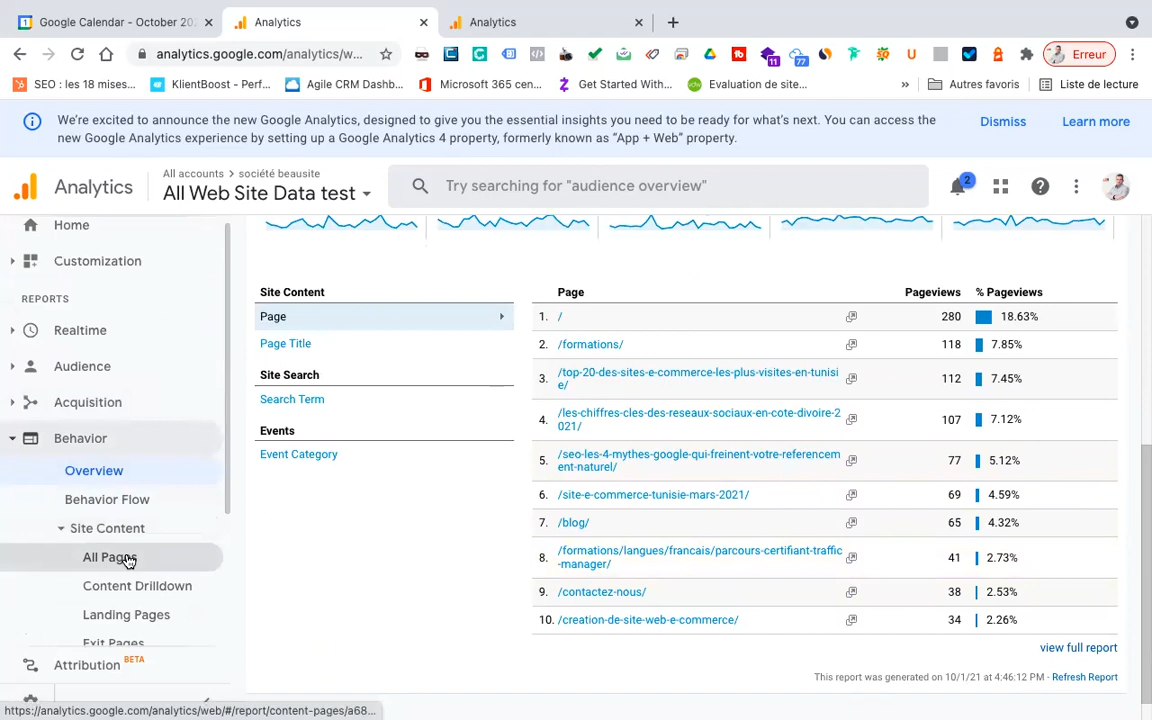 Google Calendar - October 202
Analytics
Analytics
analytics.google.com/analytics/w...
11
77
Erreur
SEO : les 18 mises...
KlientBoost - Perf...
Agile CRM Dashb...
Microsoft 365 cen...
Get Started With...
Evaluation de site...
»
Autres favoris
Liste de lecture
We're excited to announce the new Google Analytics, designed to give you the essential insights you need to be ready for what's next. You can access the
new Google Analytics experience by setting up a Google Analytics 4 property, formerly known as "App + Web" property.
Dismiss
Learn more
Analytics
All accounts > société beausite
All Web Site Data test
Try searching for "audience overview"
2
Home
Customization
REPORTS
Realtime
Audience
Acquisition
Behavior
Overview
Behavior Flow
Site Content
All Pages
Content Drilldown
Landing Pages
Exit Pages
Attribution BETA
Site Content
Page
Page Title
Site Search
Search Term
Events
Event Category
Page Pageviews % Pageviews
1. / 280 18.63%
2. /formations/ 118 7.85%
3. /top-20-des-sites-e-commerce-les-plus-visites-en-tunisi
e/ 112 7.45%
4. /les-chiffres-cles-des-reseaux-sociaux-en-cote-divoire-2
021/ 107 7.12%
5. /seo-les-4-mythes-google-qui-freinent-votre-referencem
ent-naturel/ 77 5.12%
6. /site-e-commerce-tunisie-mars-2021/ 69 4.59%
7. /blog/ 65 4.32%
8. /formations/langues/francais/parcours-certifiant-traffic
-manager/ 41 2.73%
9. /contactez-nous/ 38 2.53%
10. /creation-de-site-web-e-commerce/ 34 2.26%
view full report
This report was generated on 10/1/21 at 4:46:12 PM - Refresh Report
https://analytics.google.com/analytics/web/#/report/content-pages/a68...